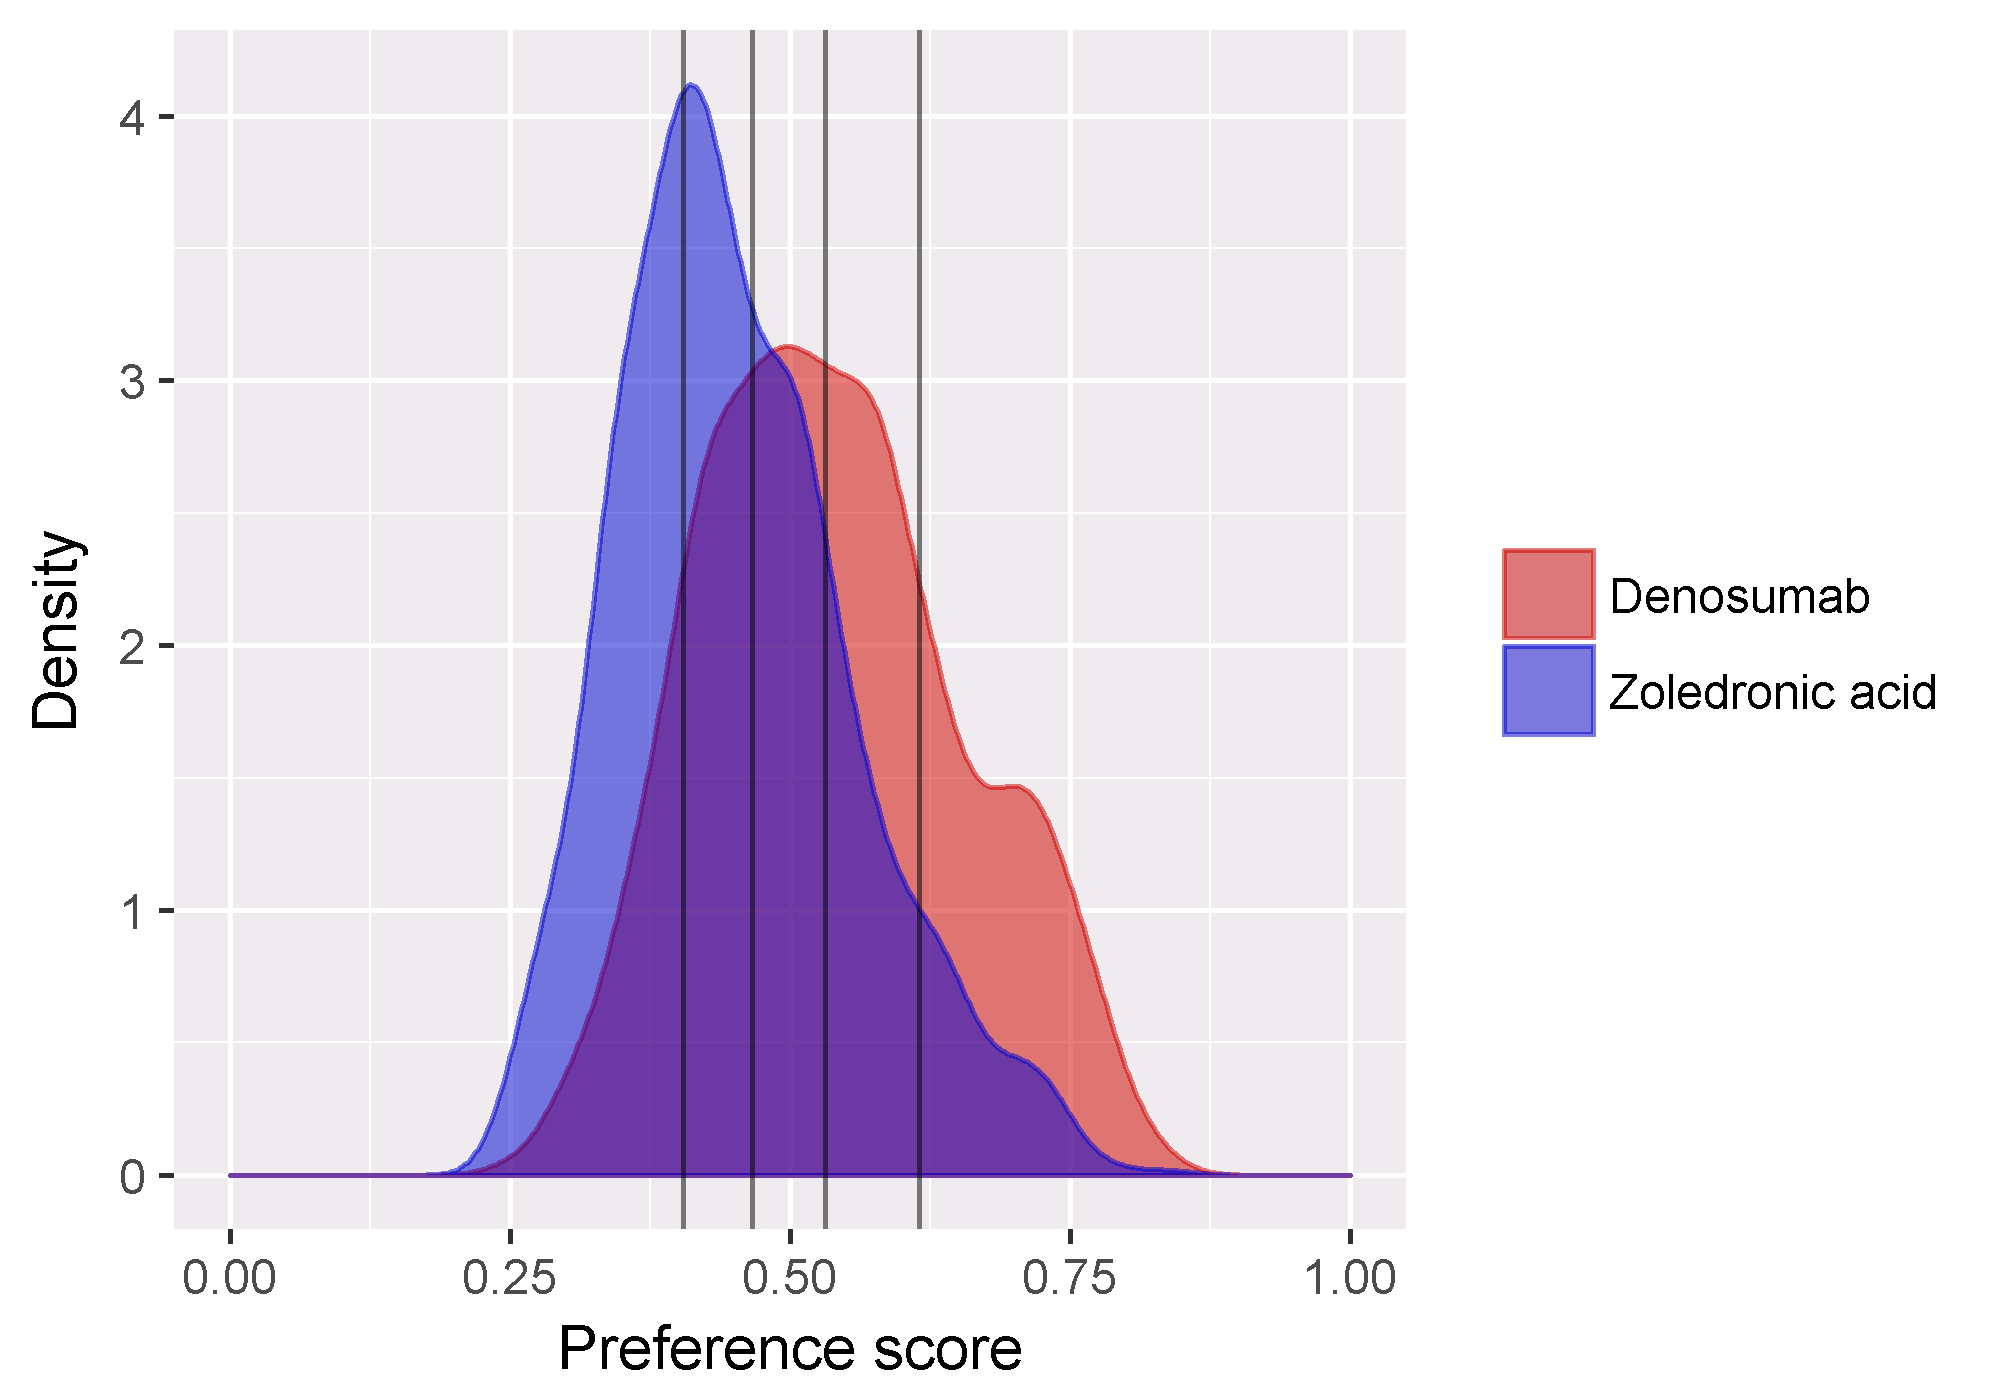 Density
4
3
2
1
0
0.00 0.25 0.50 0.75 1.00
Preference score
Denosumab
Zoledronic acid